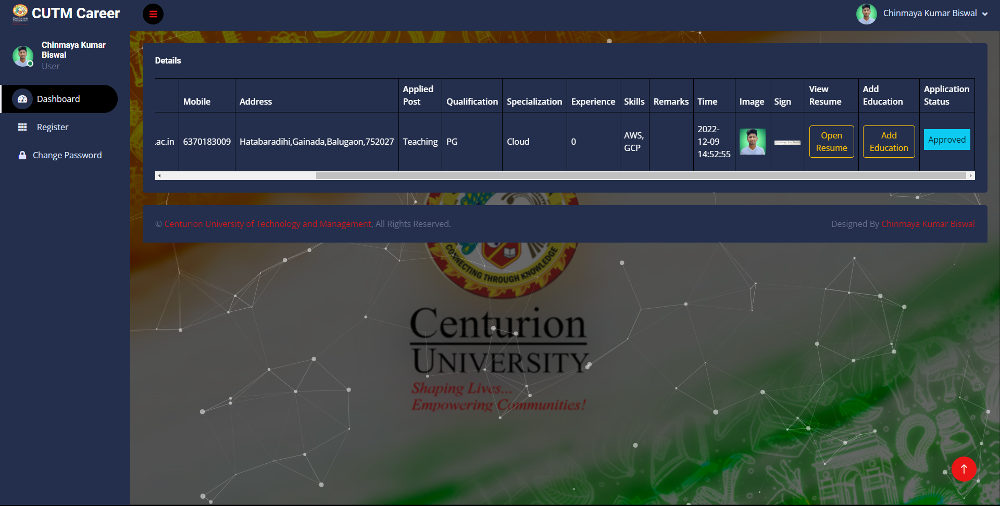 CUTM Career
Chinmaya Kumar Biswal
Chinmaya Kumar
Biswal
User
Dashboard
Register
Change Password
Details
Mobile
Address
Applied
Post
Qualification
Specialization
Experience
Skills
Remarks
Time
Image
Sign
View
Resume
Add
Education
Application
Status
.ac.in
6370183009
Hatabaradihi,Gainada,Balugaon,752027
Teaching
PG
Cloud
0
AWS,
GCP
2022-
12-09
14:52:55
Open
Resume
Add
Education
Approved
© Centurion University of Technology and Management, All Rights Reserved.
Designed By Chinmaya Kumar Biswal
CONNECTING THROUGH KNOWLEDGE
Centurion
UNIVERSITY
Shaping Lives...
Empowering Communities!